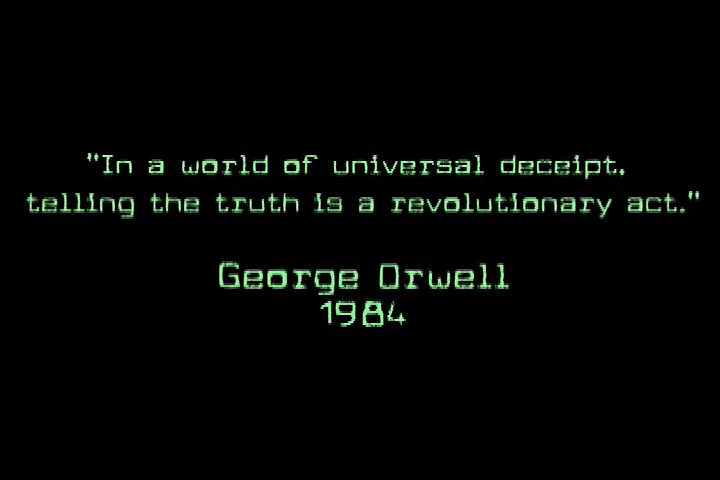 "In a world of universal deceipt,
telling the truth is a revolutionary act."
George Orwell
1984